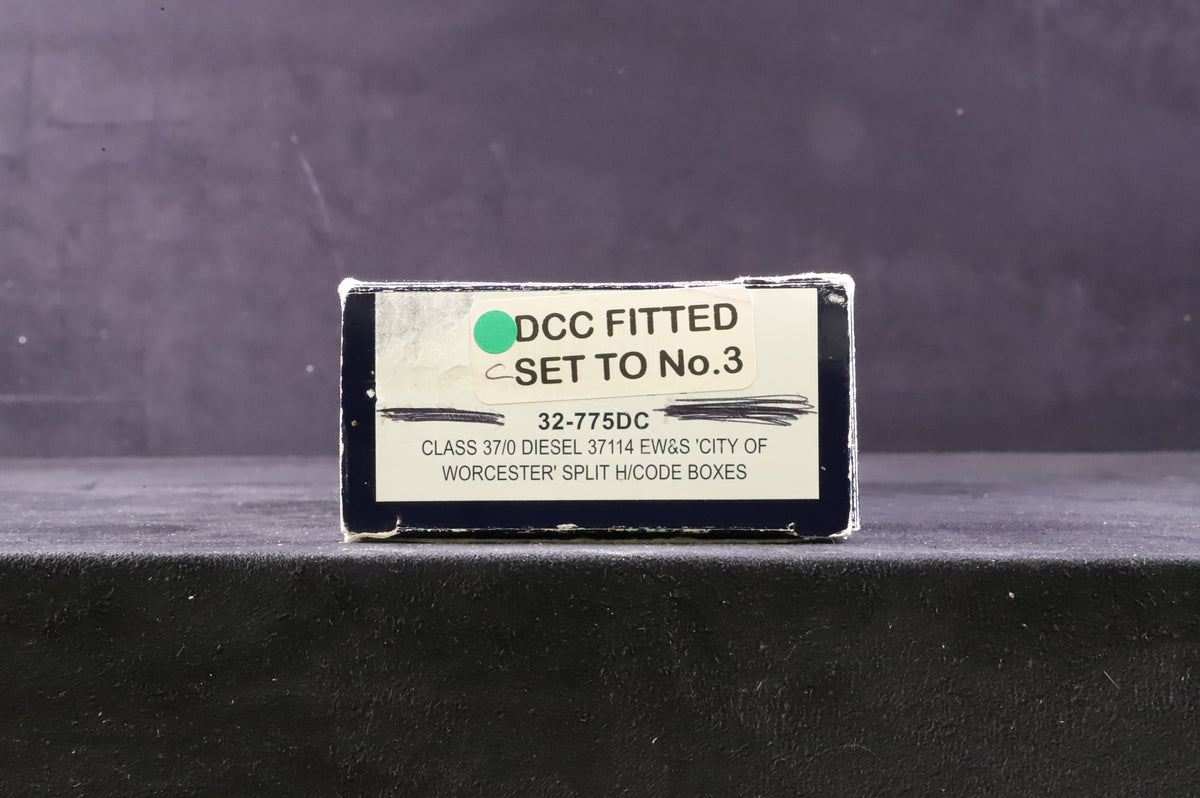 DCC FITTED
SET TO No.3
32-775DC
CLASS 37/0 DIESEL 37114 EW&S 'CITY OF
WORCESTER' SPLIT H/CODE BOXES